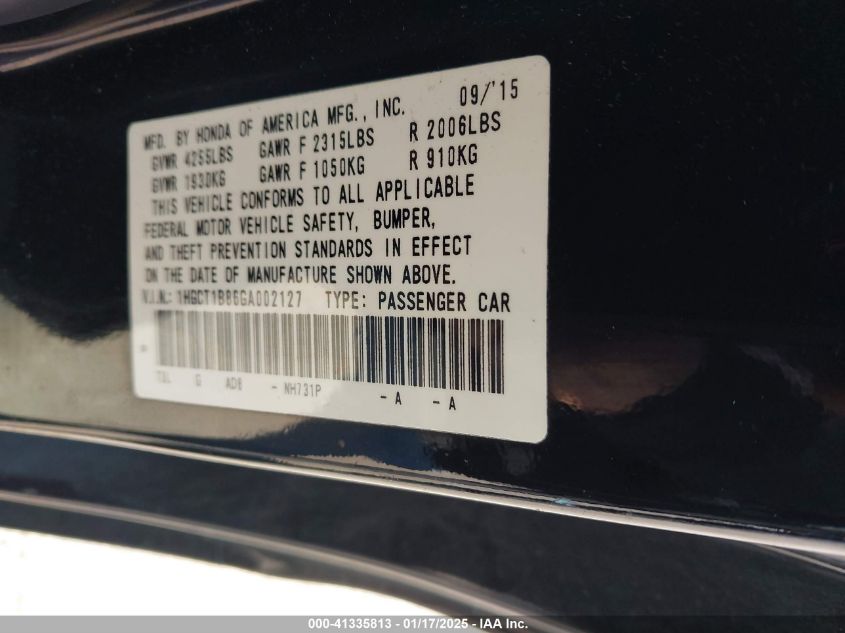 MFD. BY HONDA OF AMERICA MFG., INC. 09/'15
GVWR 4255LBS GAWR F 2315LBS R 2006LBS
GVWR 1930KG GAWR F 1050KG R 910KG
THIS VEHICLE CONFORMS TO ALL APPLICABLE
FEDERAL MOTOR VEHICLE SAFETY, BUMPER,
AND THEFT PREVENTION STANDARDS IN EFFECT
ON THE DATE OF MANUFACTURE SHOWN ABOVE.
V.I.N.: 1HGCT1B86GA002127 TYPE: PASSENGER CAR
G AD8 - NH731P - A - A
000-41335813 - 01/17/2025 - IAA Inc.